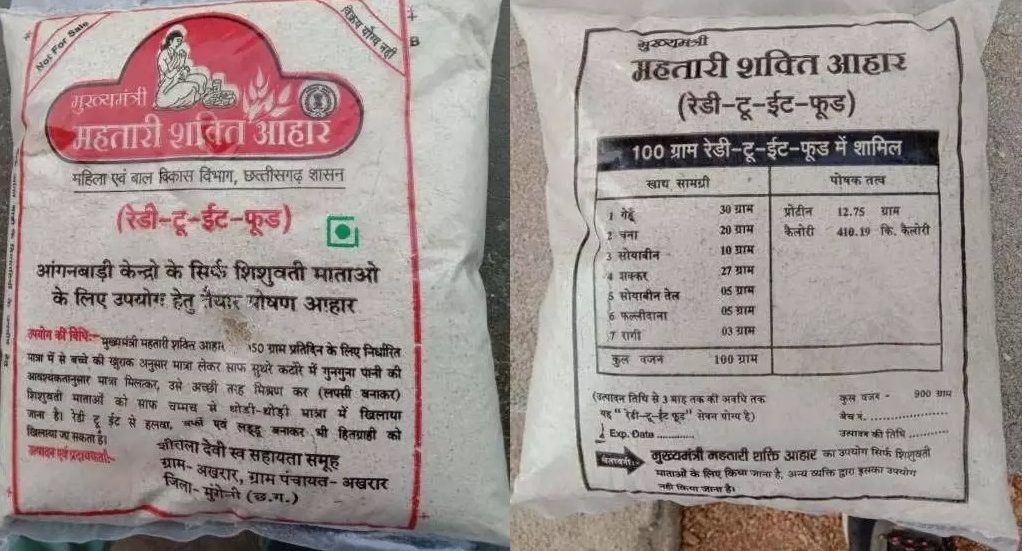 Not For Sale
विक्रय योग्य नहीं
B
मुख्यमंत्री
महतारी शक्ति आहार
महिला एवं बाल विकास विभाग, छत्तीसगढ़ शासन
(रेडी-टू-ईट-फूड)
आंगनबाड़ी केन्द्रो के सिर्फ शिशुवती माताओ
के लिए उपयोग हेतु तैयार पोषण आहार
उपयोग की विधि:- मुख्यमंत्री महतारी शक्ति आहार 150 ग्राम प्रतिदिन के लिए निर्धारित
मात्रा में से बच्चे की खुराक अनुसार मात्रा लेकर साफ सुथरे कटोरे में गुनगुना पानी की
आवश्यकतानुसार मात्रा मिलाकर, उसे अच्छी तरह मिश्रण कर (लपसी बनाकर)
शिशुवती माताओं को साफ चम्मच से थोडी-थोड़ी मात्रा में खिलाया
जाना है। रेडी टू ईट से हलवा, बर्फी एवं लड्डू बनाकर भी हितग्राही को
खिलाया जा सकता है।
उत्पादन एवं प्रदायकर्ता:-
शीतला देवी स्व सहायता समूह
ग्राम- अखरार, ग्राम पंचायत- अखरार
जिला- मुंगेली (छ.ग.)
मुख्यमंत्री
महतारी शक्ति आहार
(रेडी-टू-ईट-फूड)
100 ग्राम रेडी-टू-ईट-फूड में शामिल
खाद्य सामग्री पोषक तत्व
1 गेहूं 30 ग्राम प्रोटीन 12.75 ग्राम
2 चना 20 ग्राम कैलोरी 410.19 कि. कैलोरी
3 सोयाबीन 10 ग्राम
4 शक्कर 27 ग्राम
5 सोयाबीन तेल 05 ग्राम
6 फल्लीदाना 05 ग्राम
7 रागी 03 ग्राम
कुल वजन 100 ग्राम
(उत्पादन तिथि से 3 माह तक की अवधि तक
यह "रेडी-टू-ईट फूड" सेवन योग्य है)
Exp. Data ............
कुल वजन - 900 ग्राम
बेच नं. ..................
उत्पादन की तिथि ..............
चेतावनी:- मुख्यमंत्री महतारी शक्ति आहार का उपयोग सिर्फ शिशुवती
माताओं के लिए किया जाना है, अन्य व्यक्ति द्वारा इसका उपयोग
नहीं किया जाना है।